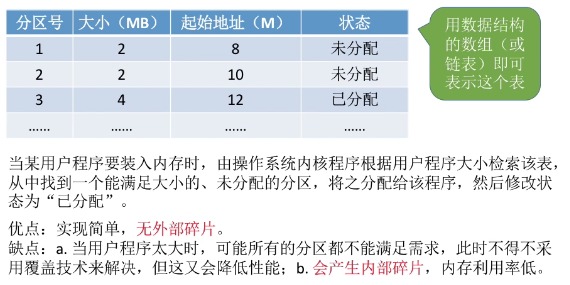 分区号 大小（MB） 起始地址（M） 状态
1 2 8 未分配
2 2 10 未分配
3 4 12 已分配
…… …… …… ……
用数据结构
的数组（或
链表）即可
表示这个表
当某用户程序要装入内存时，由操作系统内核程序根据用户程序大小检索该表，
从中找到一个能满足大小的、未分配的分区，将之分配给该程序，然后修改状
态为“已分配”。
优点：实现简单，无外部碎片。
缺点：a. 当用户程序太大时，可能所有的分区都不能满足需求，此时不得不采
用覆盖技术来解决，但这又会降低性能；b. 会产生内部碎片，内存利用率低。